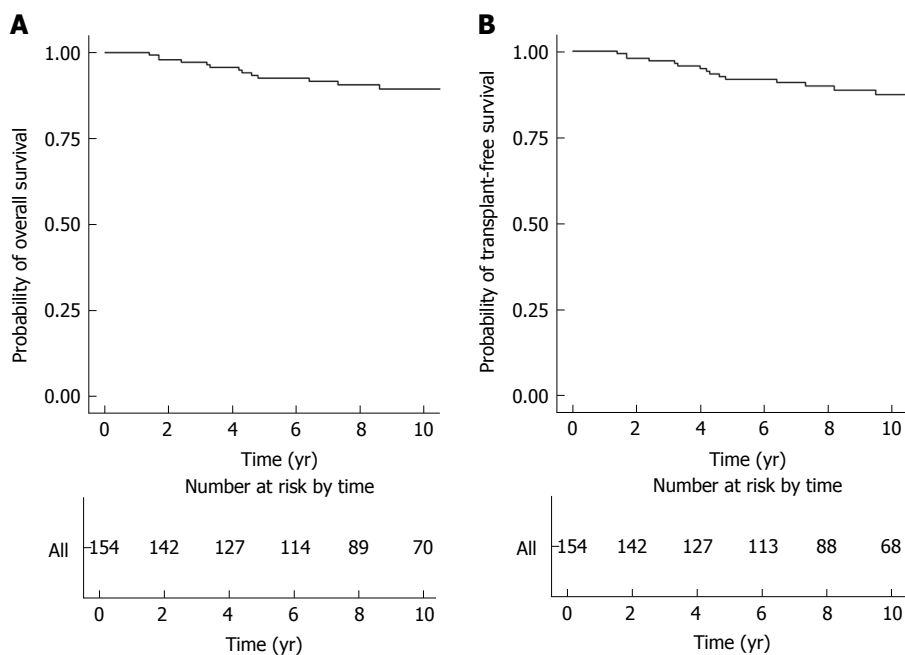 A
Probability of overall survival
1.00
0.75
0.50
0.25
0.00
0 2 4 6 8 10
Time (yr)
Number at risk by time
All 154 142 127 114 89 70
0 2 4 6 8 10
Time (yr)
B
Probability of transplant-free survival
1.00
0.75
0.50
0.25
0.00
0 2 4 6 8 10
Time (yr)
Number at risk by time
All 154 142 127 113 88 68
0 2 4 6 8 10
Time (yr)